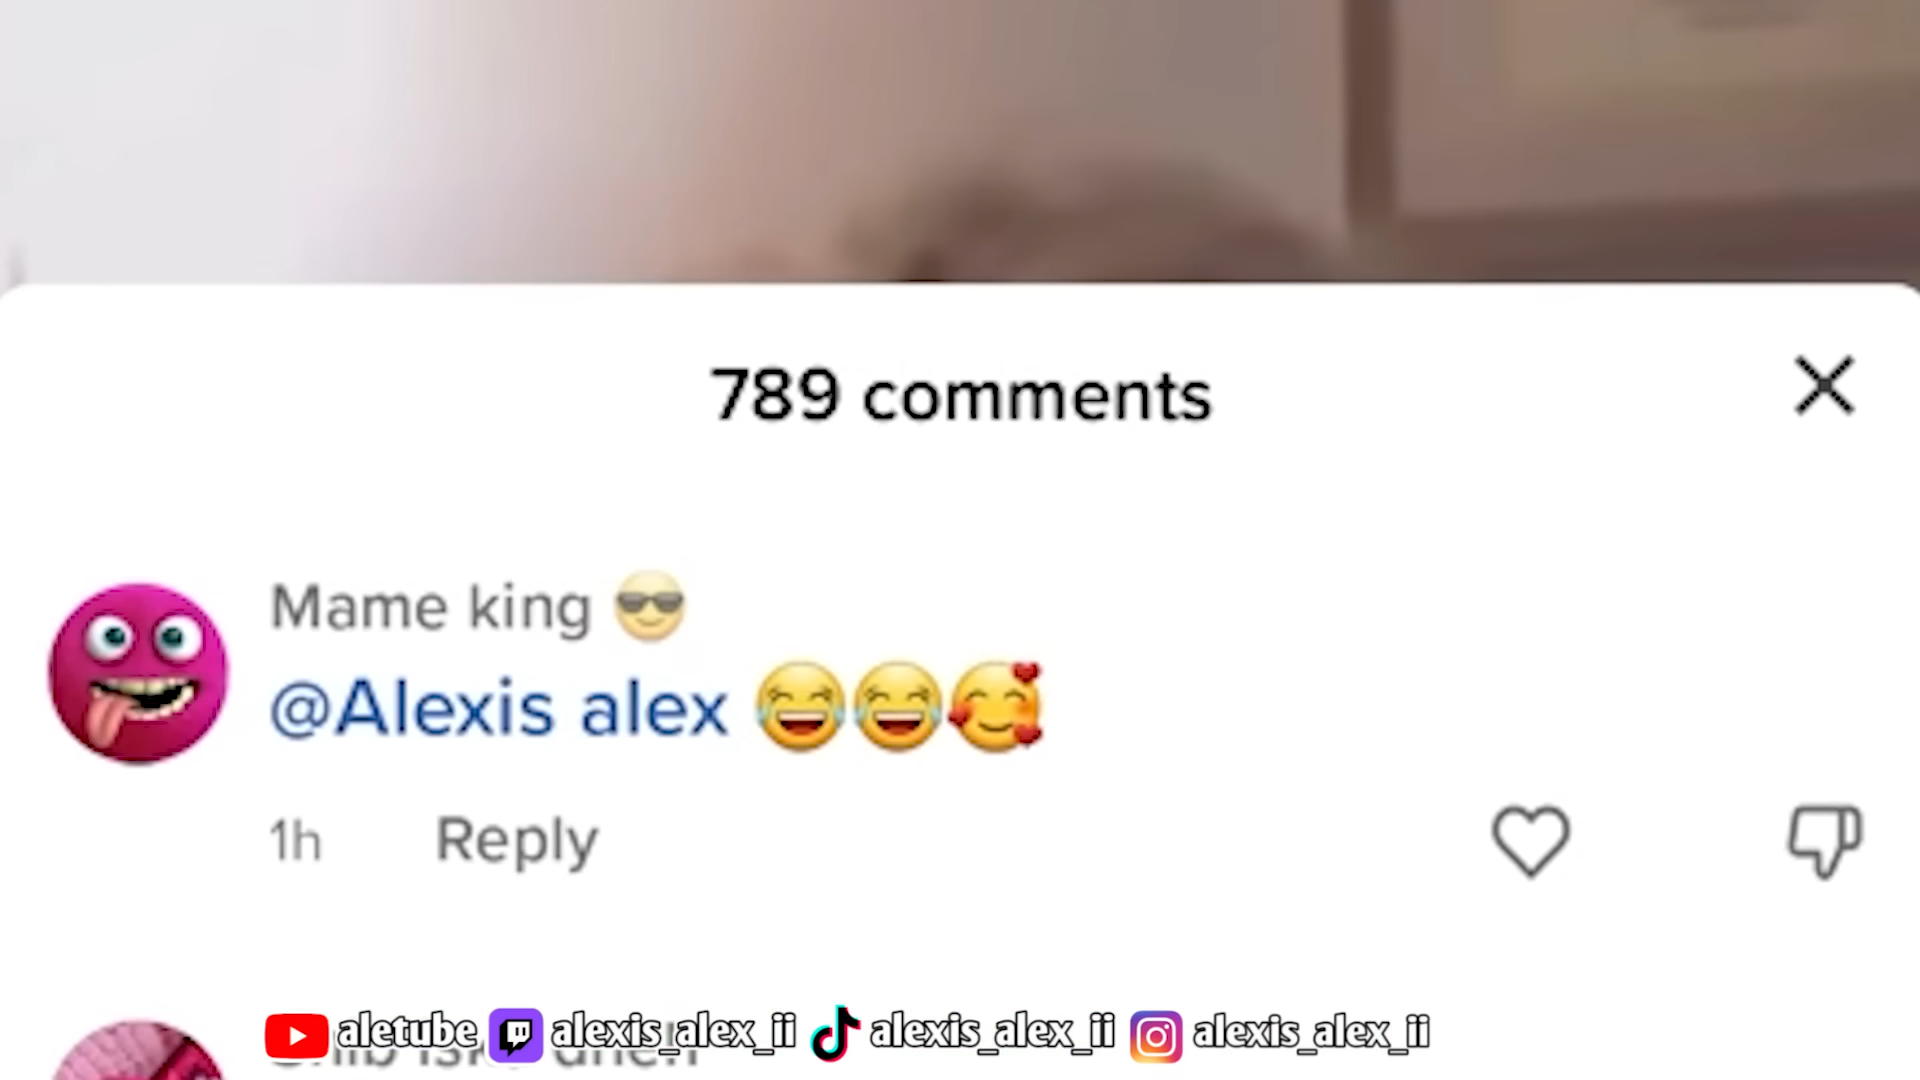 789 comments
Mame king 😎
@Alexis alex 😂😂🥰
1h Reply
aletube alexis_alex_ii alexis_alex_ii alexis_alex_ii